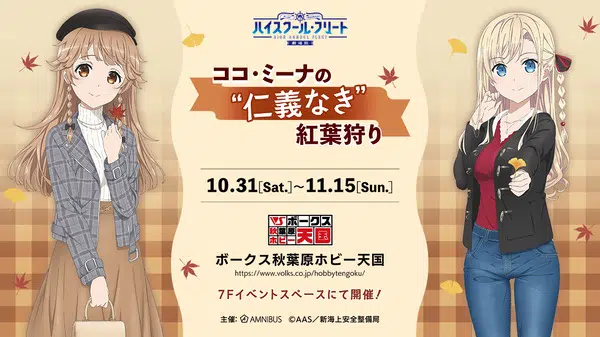 ハイスクール・フリート
HIGH SCHOOL FLEET
劇場版
ココ・ミーナの
“仁義なき”
紅葉狩り
10.31[Sat.]~11.15[Sun.]
VSボークス
秋葉原
ホビー
天国
ボークス秋葉原ホビー天国
https://www.volks.co.jp/hobbytengoku/
7Fイベントスペースにて開催!
主催: AMNIBUS ©AAS/新海上安全整備局